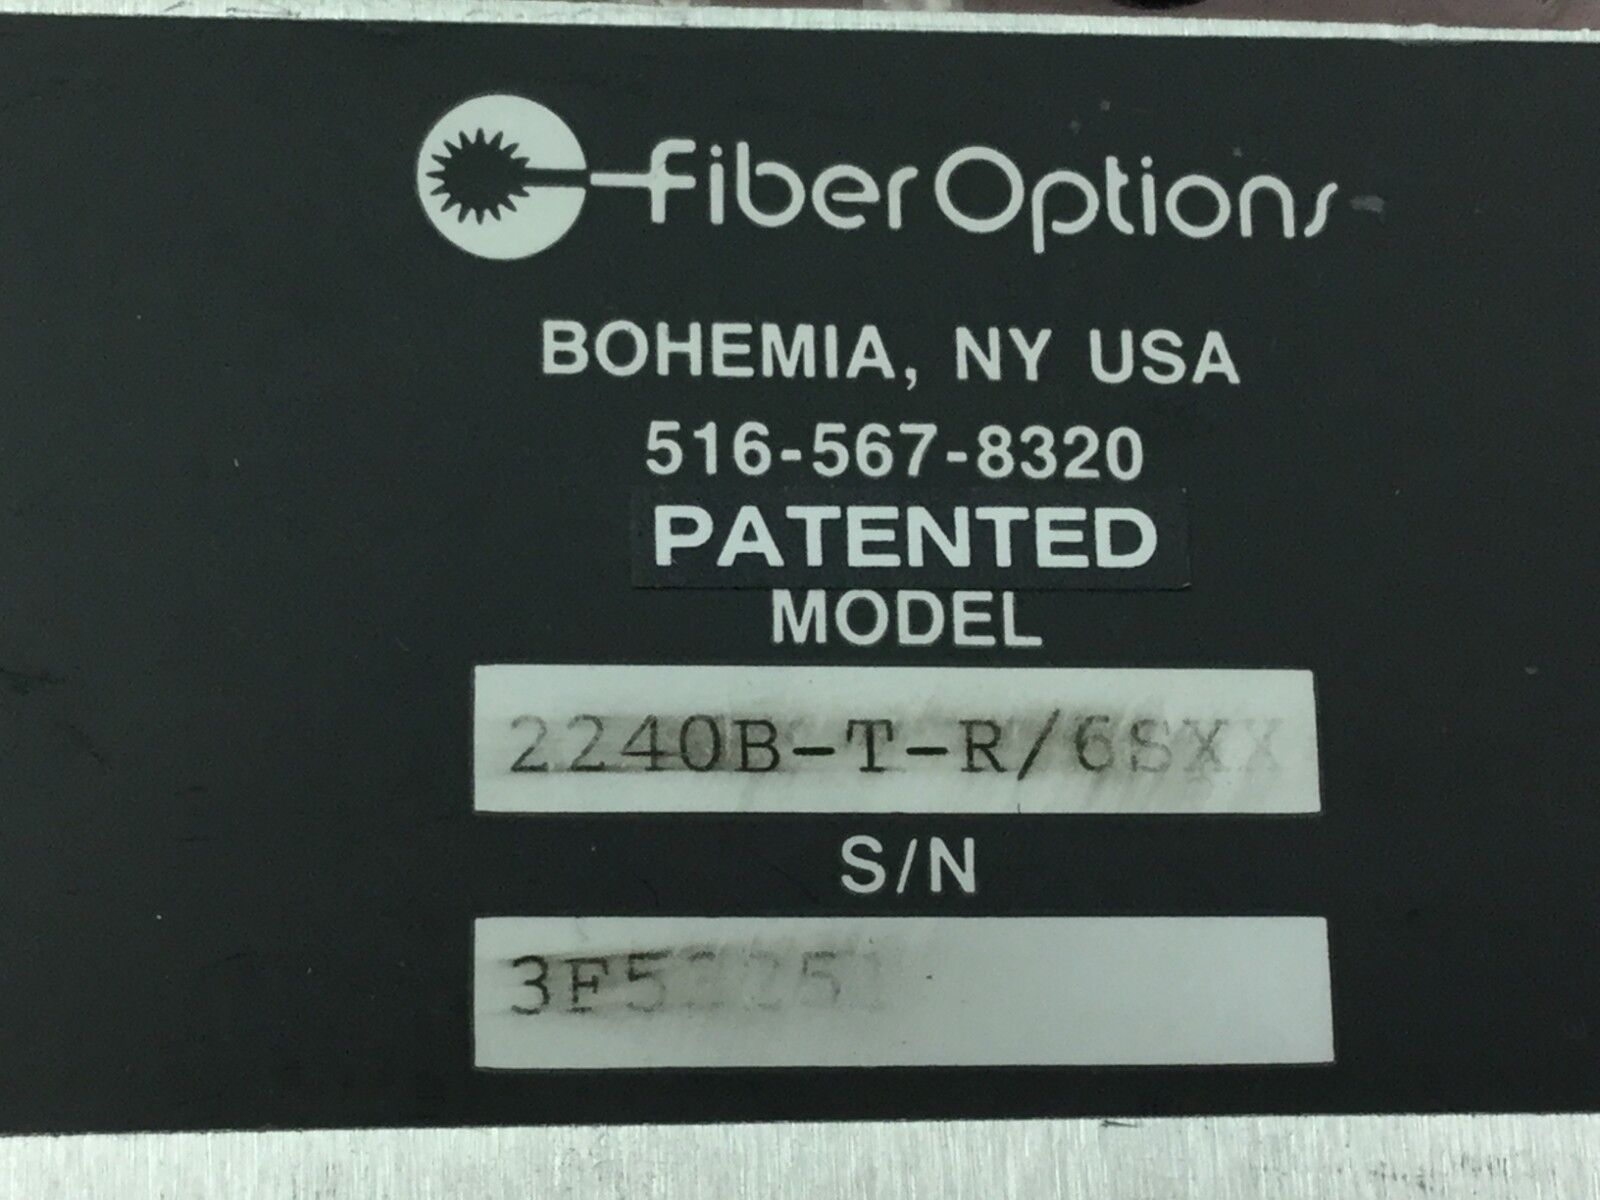 fiberOptions
BOHEMIA, NY USA
516-567-8320
PATENTED
MODEL
2240B-T-R/6SXX
S/N